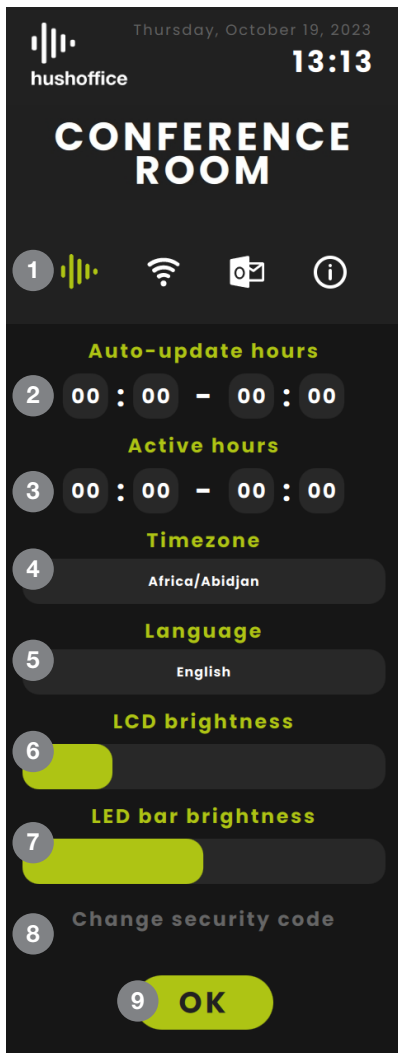 Thursday, October 19, 2023
13:13
hushoffice
CONFERENCE
ROOM
1
Auto-update hours
2 00 : 00 - 00 : 00
Active hours
3 00 : 00 - 00 : 00
Timezone
4 Africa/Abidjan
Language
5 English
LCD brightness
6
LED bar brightness
7
8 Change security code
9 OK